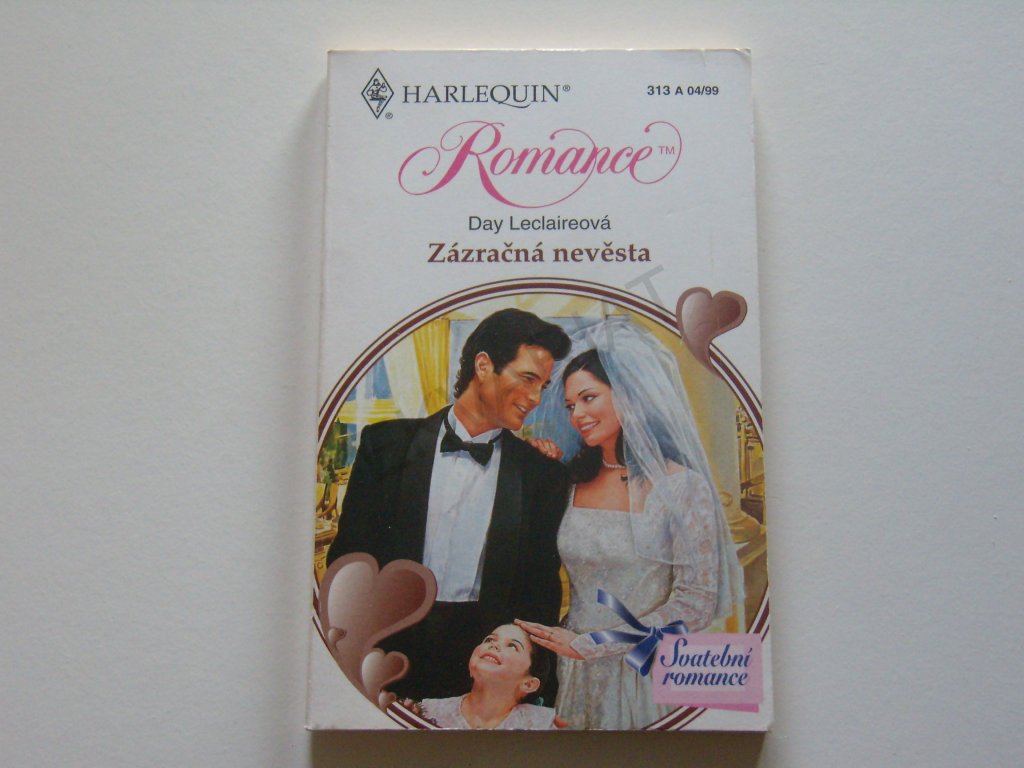 HARLEQUIN®
313 A 04/99
®
Romance™
Day Leclaireová
Zázračná nevěsta
Svatební
romance